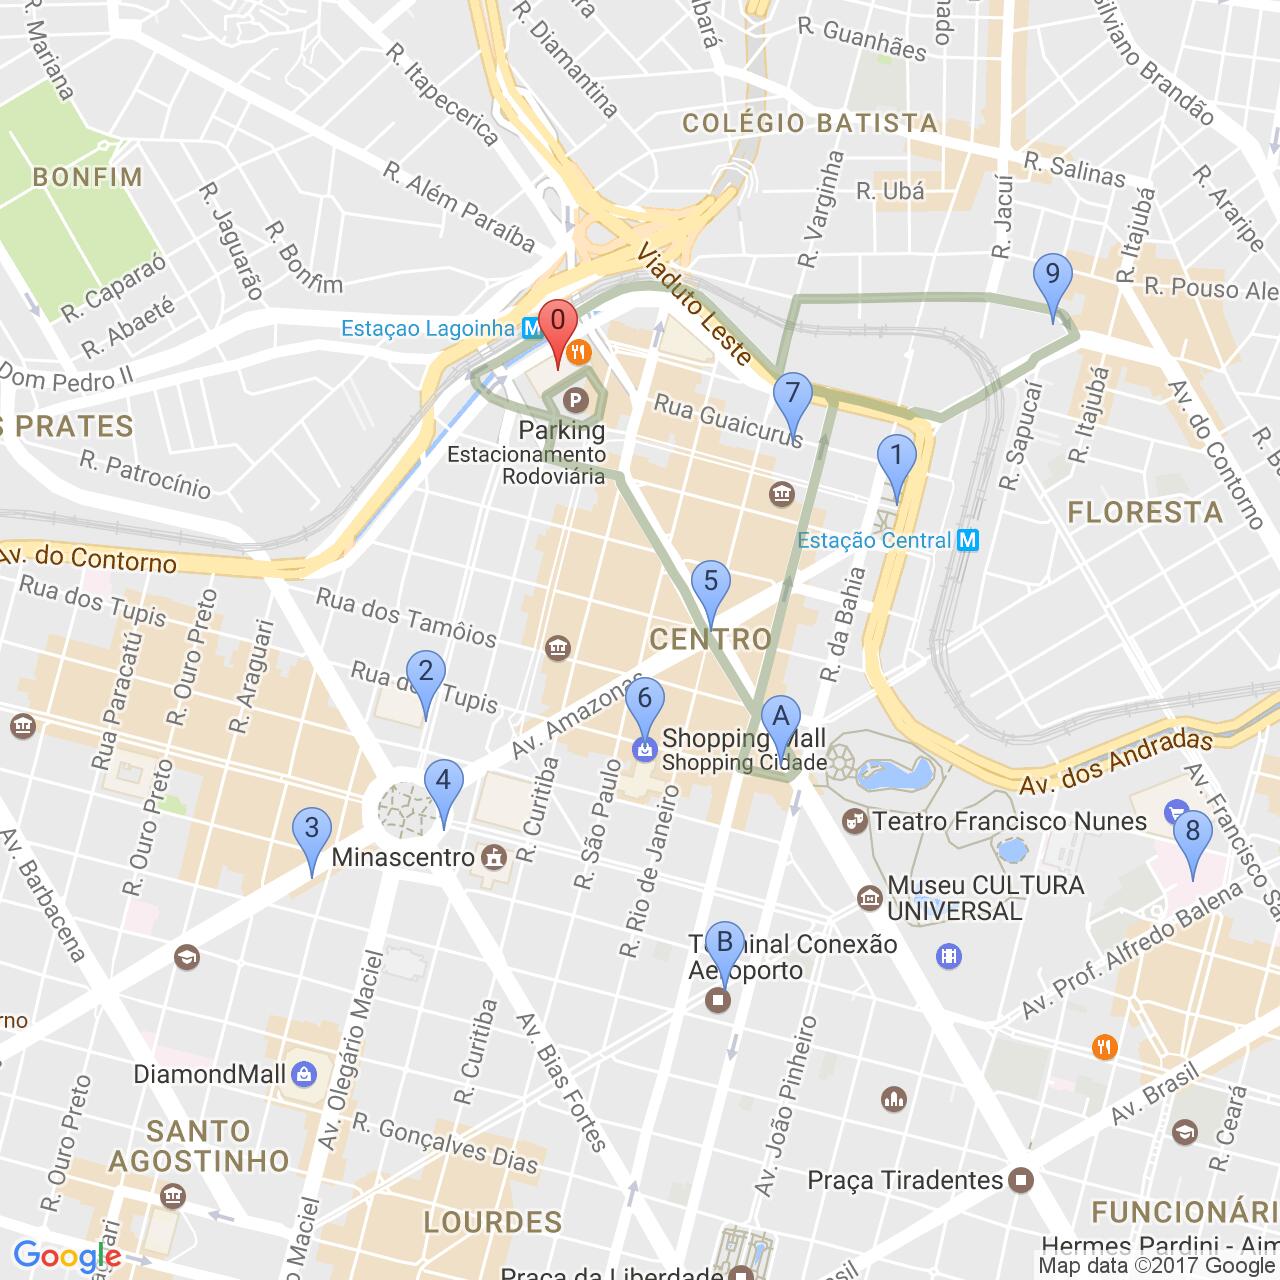 R. Mariana
R. Diamantina
R. Guanhães
Silviano Brandão
R. Itapecerica
COLÉGIO BATISTA
BONFIM
R. Além Paraíba
R. Salinas
R. Araripe
R. Jaguarão
R. Bonfim
R. Varginha
R. Ubá
R. Jacuí
R. Itajubá
R. Caparaó
R. Abaeté
Viaduto Leste
R. Pouso Ale
9
Estaçao Lagoinha
M
0
Dom Pedro II
S PRATES
R. Patrocínio
P
Parking
Estacionamento
Rodoviária
Rua Guaicurus
7
1
R. Sapucaí
R. Itajubá
Av. do Contorno
R. Ba
FLORESTA
Estação Central
M
Av. do Contorno
Rua dos Tupis
R. Ouro Preto
R. Araguari
Rua Paracatú
Rua dos Tamôios
2
5
CENTRO
R. da Bahia
6
Av. Amazonas
A
Shopping Mall
Shopping Cidade
Av. dos Andradas
Av. Francisco Sa
R. Ouro Preto
3
4
Minascentro
R. Curitiba
R. São Paulo
R. Rio de Janeiro
Teatro Francisco Nunes
8
Museu CULTURA
UNIVERSAL
Av. Barbacena
B
Conexão
Aeroporto
Av. Prof. Alfredo Balena
rno
Av. Olegário Maciel
R. Curitiba
Av. Bias Fortes
DiamondMall
Av. João Pinheiro
Av. Brasil
R. Ceará
R. Ouro Preto
SANTO
AGOSTINHO
R. Gonçalves Dias
Praça Tiradentes
LOURDES
FUNCIONÁRI
Hermes Pardini - Aim
Google
Praça da Liberdade
Map data ©2017 Google